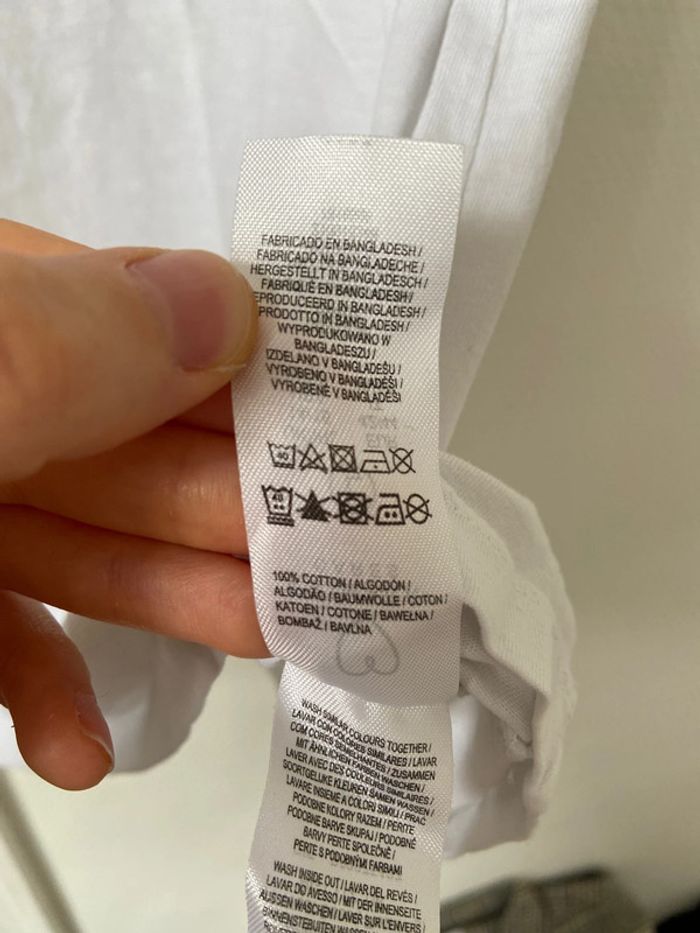 FABRICADO EN BANGLADESH /
FABRICADO NA BANGLADECHE /
HERGESTELLT IN BANGLADESCH /
FABRIQUÉ EN BANGLADESH /
EPRODUCEERD IN BANGLADESH /
PRODOTTO IN BANGLADESH /
WYPRODUKOWANO W
BANGLADESZU /
IZDELANO V BANGLADEŠU /
VYROBENO V BANGLADÉŠI /
VYROBENÉ V BANGLADÉŠI
40
40
100% COTTON / ALGODÓN /
ALGODÃO / BAUMWOLLE / COTON /
KATOEN / COTONE / BAWEŁNA /
BOMBAŽ / BAVLNA
WASH SIMILAR COLOURS TOGETHER /
LAVAR CON COLORES SIMILARES / LAVAR
COM CORES SEMELHANTES / ZUSAMMEN
MIT ÄHNLICHEN FARBEN WASCHEN /
LAVER AVEC DES COULEURS SIMILAIRES /
SOORTGELIJKE KLEUREN SAMEN WASSEN /
LAVARE INSIEME A COLORI SIMILI / PRAĆ
PODOBNE KOLORY RAZEM / PERITE
PODOBNE BARVE SKUPAJ / PODOBNÉ
BARVY PERTE SPOLEČNĚ /
PERTE S PODOBNÝMI FARBAMI
WASH INSIDE OUT / LAVAR DEL REVÉS /
LAVAR DO AVESSO / MIT DER INNENSEITE
AUSSEN WASCHEN / LAVER SUR L'ENVERS /
BINNENSTEBUITEN WASSEN /